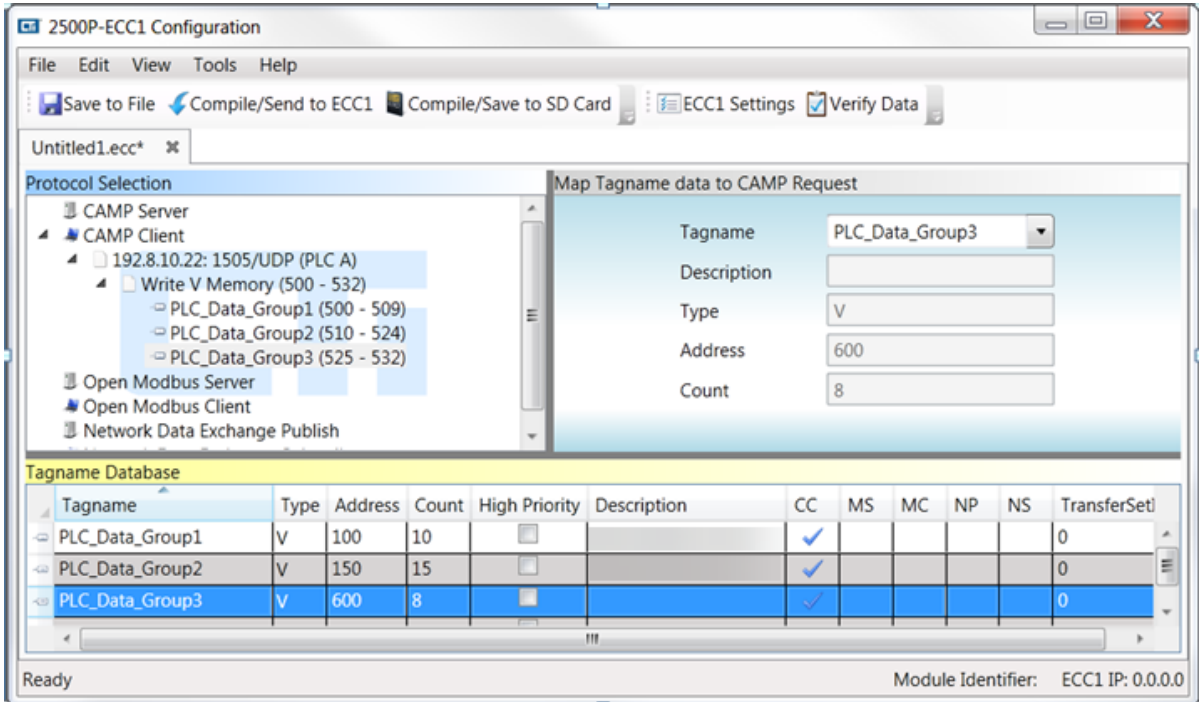 2500P-ECC1 Configuration
File Edit View Tools Help
Save to File Compile/Send to ECC1 Compile/Save to SD Card ECC1 Settings Verify Data
Untitled1.ecc*
Protocol Selection
CAMP Server
CAMP Client
192.8.10.22: 1505/UDP (PLC A)
Write V Memory (500 - 532)
PLC_Data_Group1 (500 - 509)
PLC_Data_Group2 (510 - 524)
PLC_Data_Group3 (525 - 532)
Open Modbus Server
Open Modbus Client
Network Data Exchange Publish
Map Tagname data to CAMP Request
Tagname PLC_Data_Group3
Description
Type V
Address 600
Count 8
Tagname Database
Tagname Type Address Count High Priority Description CC MS MC NP NS TransferSetI
PLC_Data_Group1 V 100 10 0
PLC_Data_Group2 V 150 15 0
PLC_Data_Group3 V 600 8 0
Ready Module Identifier: ECC1 IP: 0.0.0.0